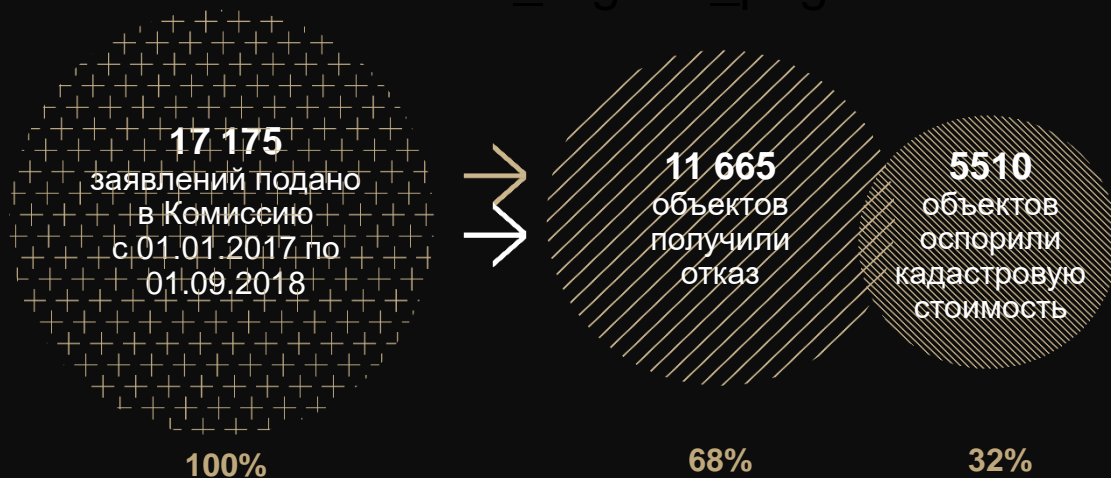 17 175
заявлений подано
в Комиссию
с 01.01.2017 по
01.09.2018
100%
11 665
объектов
получили
отказ
68%
5510
объектов
оспорили
кадастровую
стоимость
32%